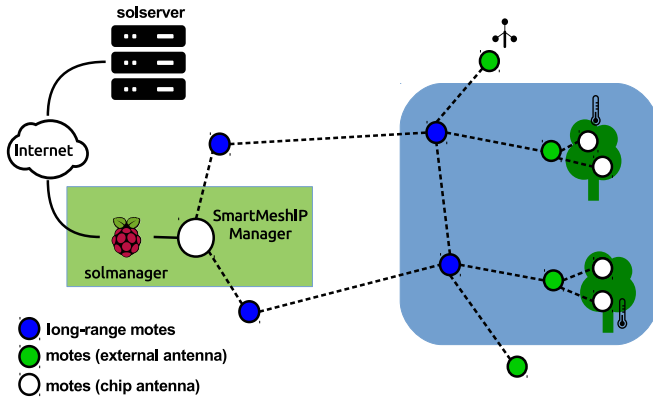 solserver
Internet
SmartMeshIP
Manager
solmanager
long-range motes
motes (external antenna)
motes (chip antenna)